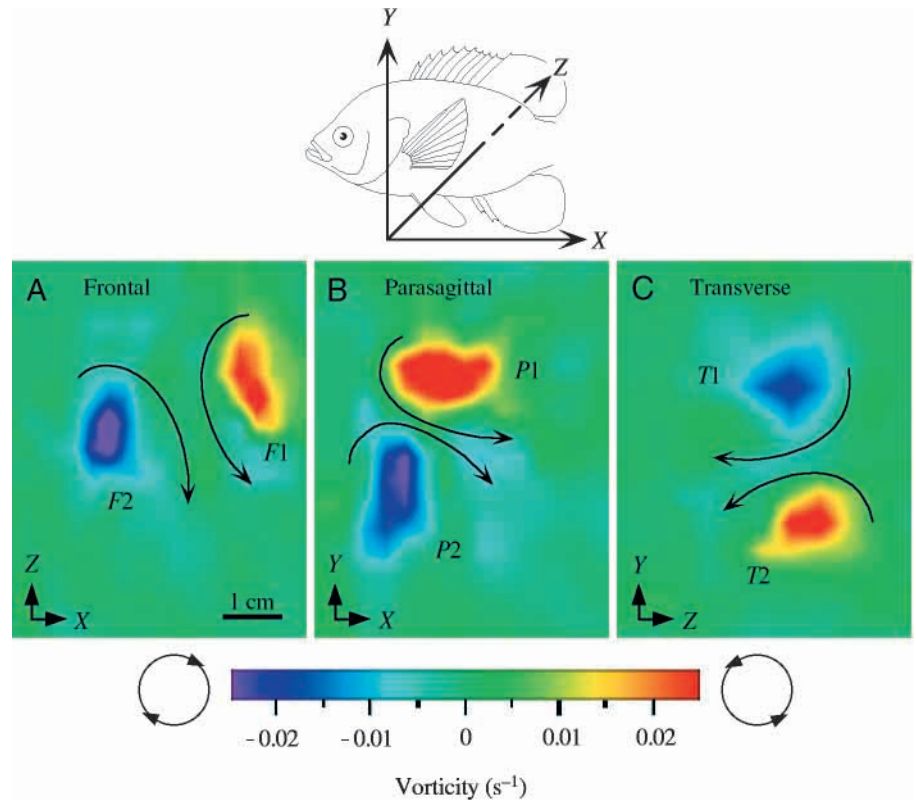 Y
Z
X
A Frontal
F1
F2
Z
X
1 cm
B Parasagittal
P1
P2
Y
X
C Transverse
T1
T2
Y
Z
-0.02 -0.01 0 0.01 0.02
Vorticity (s⁻¹)